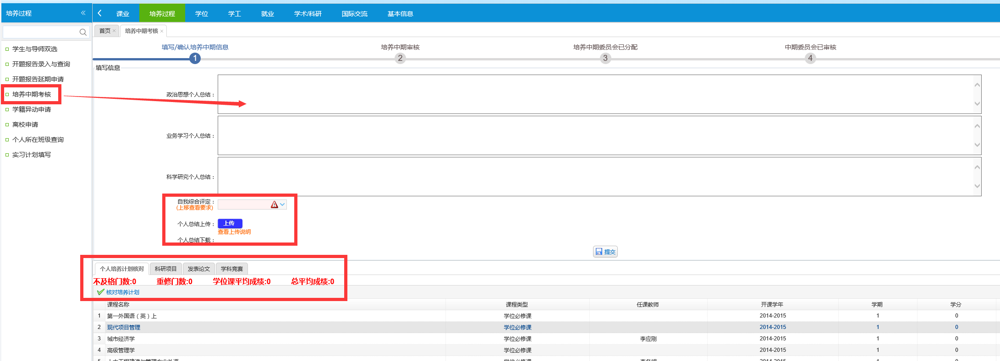 培养过程 «
课业 培养过程 学位 学工 就业 学术/科研 国际交流 基本信息
首页 × 培养中期考核 ×
学生与导师双选
开题报告录入与查询
开题报告延期申请
培养中期考核
学籍异动申请
离校申请
个人所在班级查询
实习计划填写
填写/确认培养中期信息 培养中期审核 培养中期委员会已分配 中期委员会已审核
1 2 3 4
填写信息
政治思想个人总结：
业务学习个人总结：
科学研究个人总结：
自我综合评定：
(上移查看要求)
个人总结上传： 上传
查看上传说明
个人总结下载：
提交
个人培养计划核对 科研项目 发表论文 学科竞赛
不及格门数:0 重修门数:0 学位课平均成绩:0 总平均成绩:0
核对培养计划
课程名称 课程类型 任课教师 开课学年 学期 学分
1 第一外国语（英）上 学位必修课 2014-2015 1 0
2 现代项目管理 学位必修课 2014-2015 1 0
3 城市经济学 学位必修课 李应刚 2014-2015 1 0
4 高级管理学 学位必修课 2014-2015 1 0